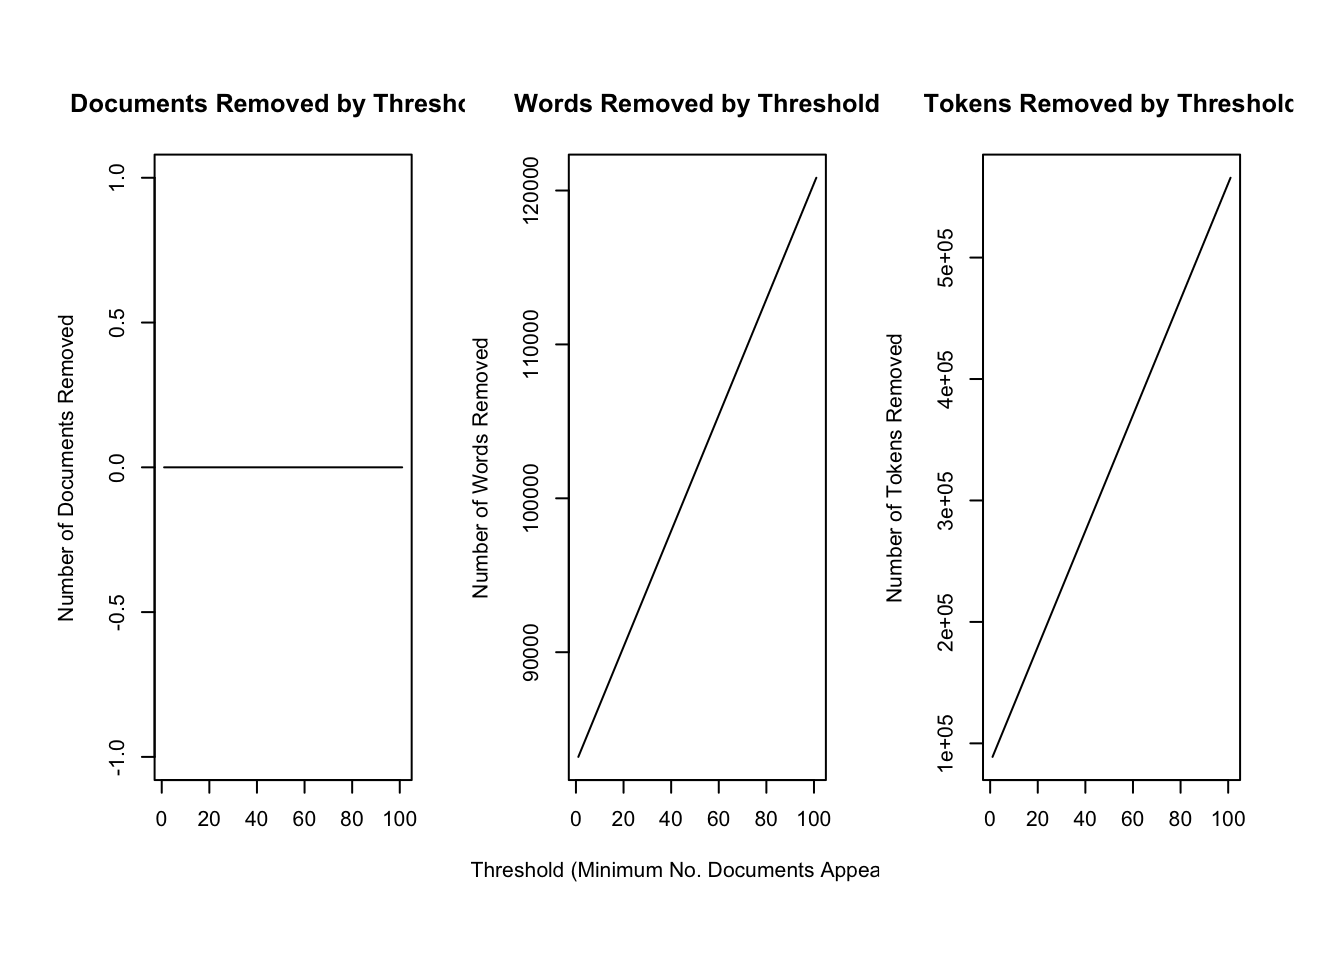 Documents Removed by Thresho
Number of Documents Removed
1.0
0.5
0.0
-0.5
-1.0
0 20 40 60 80 100
Words Removed by Threshold
Number of Words Removed
120000
110000
100000
90000
0 20 40 60 80 100
Threshold (Minimum No. Documents Appea
Tokens Removed by Threshold
Number of Tokens Removed
5e+05
4e+05
3e+05
2e+05
1e+05
0 20 40 60 80 100